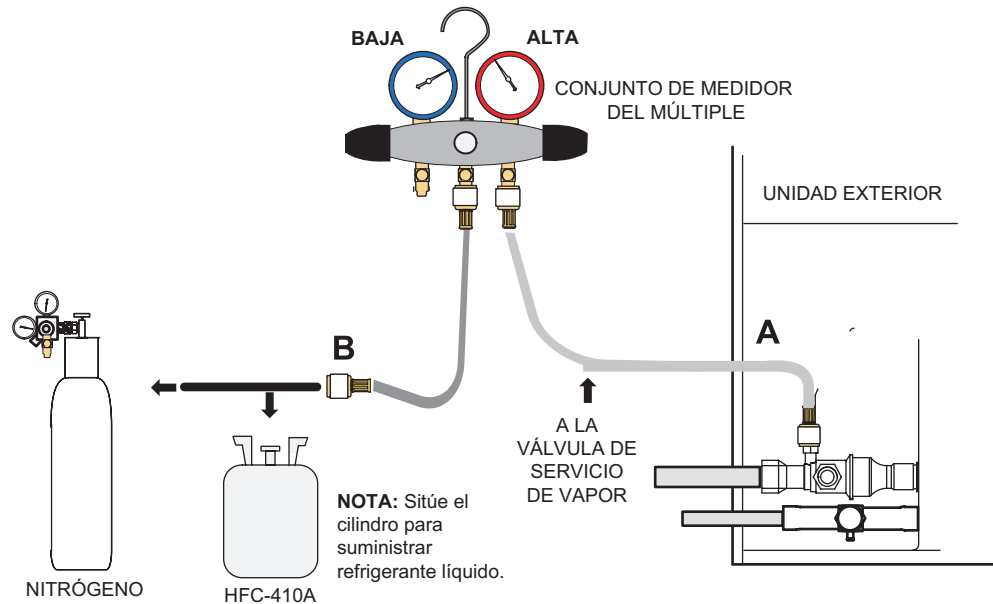 BAJA
ALTA
CONJUNTO DE MEDIDOR
DEL MÚLTIPLE
UNIDAD EXTERIOR
B
A
A LA
VÁLVULA DE
SERVICIO
DE VAPOR
NOTA: Sitúe el
cilindro para
suministrar
refrigerante líquido.
NITRÓGENO
HFC-410A